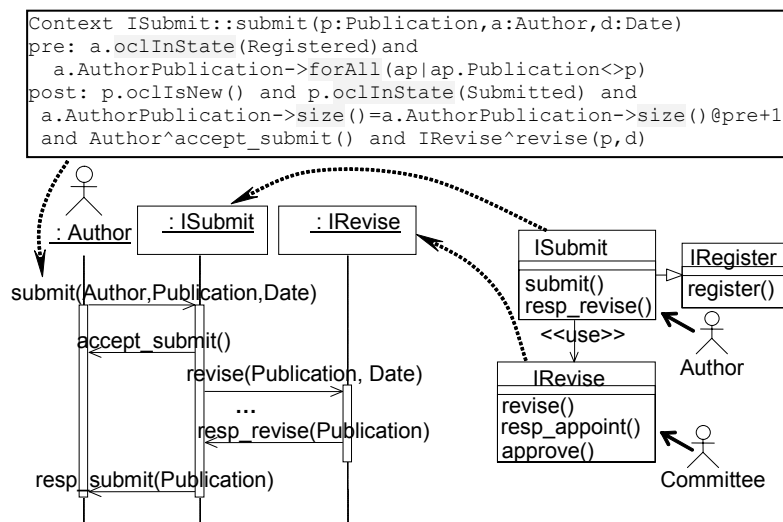 Context ISubmit::submit(p:Publication,a:Author,d:Date)
pre: a.oclInState(Registered)and
a.AuthorPublication->forAll(ap|ap.Publication<>p)
post: p.oclIsNew() and p.oclInState(Submitted) and
a.AuthorPublication->size()=a.AuthorPublication->size()@pre+1
and Author^accept_submit() and IRevise^revise(p,d)
: Author
: ISubmit
: IRevise
submit(Author,Publication,Date)
accept_submit()
revise(Publication, Date)
...
resp_revise(Publication)
resp_submit(Publication)
ISubmit
submit()
resp_revise()
IRegister
register()
<<use>>
Author
IRevise
revise()
resp_appoint()
approve()
Committee